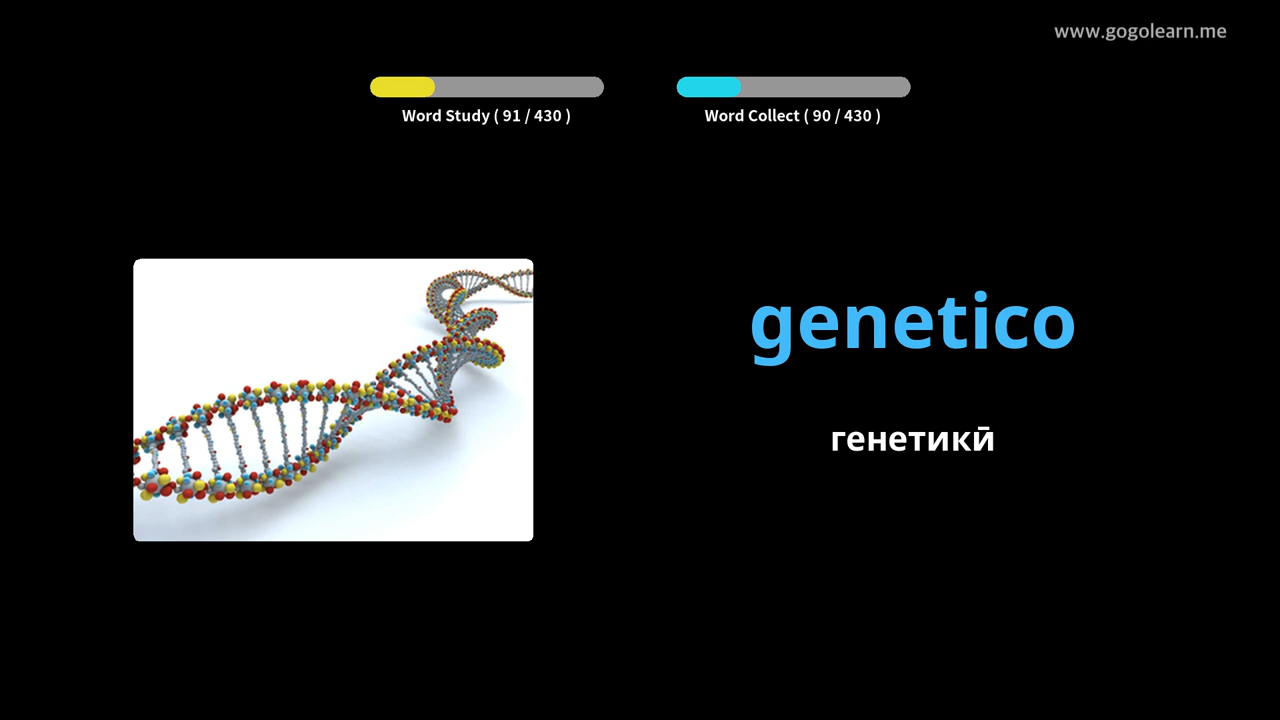 www.gogolearn.me
Word Study ( 91 / 430 )
Word Collect ( 90 / 430 )
genetico
генетикӣ